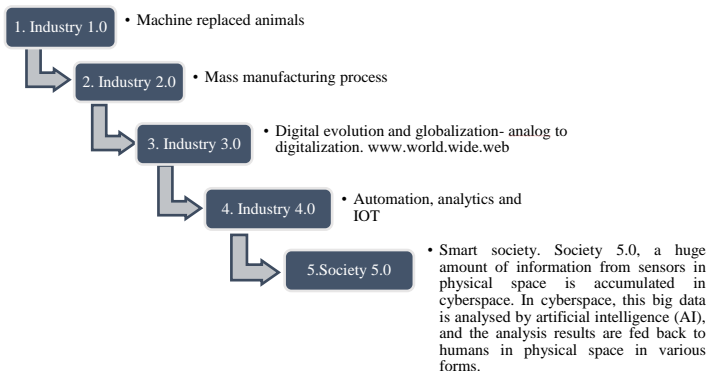 1. Industry 1.0
• Machine replaced animals
2. Industry 2.0
• Mass manufacturing process
3. Industry 3.0
• Digital evolution and globalization- analog to
digitalization. www.world.wide.web
4. Industry 4.0
• Automation, analytics and
IOT
5.Society 5.0
• Smart society. Society 5.0, a huge
amount of information from sensors in
physical space is accumulated in
cyberspace. In cyberspace, this big data
is analysed by artificial intelligence (AI),
and the analysis results are fed back to
humans in physical space in various
forms.